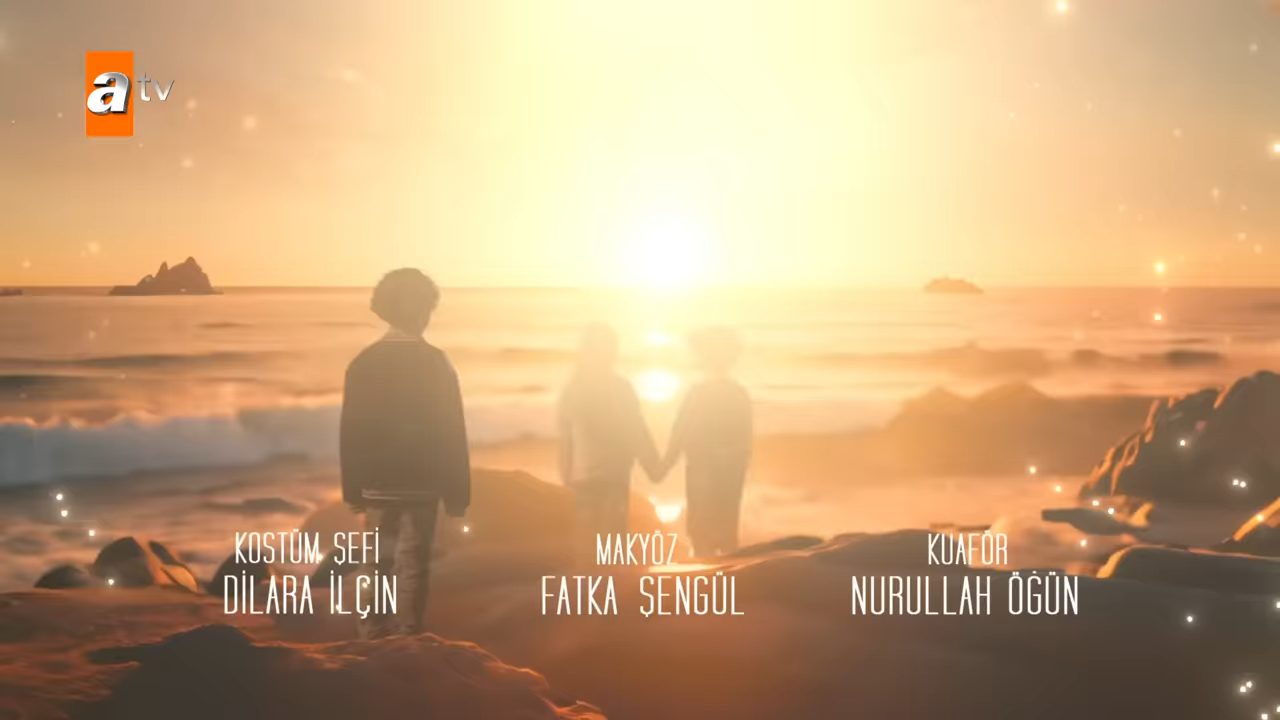 atv
KOSTÜM ŞEFİ
DİLARA İLÇİN
MAKYÖZ
FATKA ŞENGÜL
KUAFÖR
NURULLAH ÖĞÜN